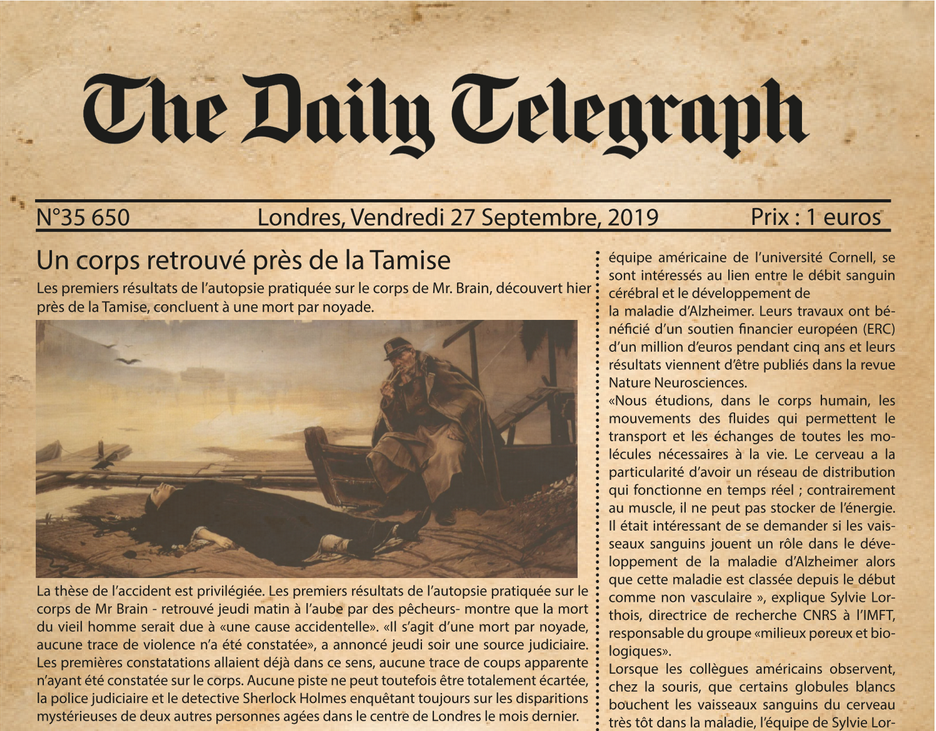 The Daily Telegraph
N°35 650 Londres, Vendredi 27 Septembre, 2019 Prix : 1 euros
Un corps retrouvé près de la Tamise
Les premiers résultats de l'autopsie pratiquée sur le corps de Mr. Brain, découvert hier
près de la Tamise, concluent à une mort par noyade.
La thèse de l'accident est privilégiée. Les premiers résultats de l'autopsie pratiquée sur le
corps de Mr Brain - retrouvé jeudi matin à l'aube par des pêcheurs- montre que la mort
du vieil homme serait due à «une cause accidentelle». «Il s'agit d'une mort par noyade,
aucune trace de violence n'a été constatée», a annoncé jeudi soir une source judiciaire.
Les premières constatations allaient déjà dans ce sens, aucune trace de coups apparente
n'ayant été constatée sur le corps. Aucune piste ne peut toutefois être totalement écartée,
la police judiciaire et le detective Sherlock Holmes enquêtant toujours sur les disparitions
mystérieuses de deux autres personnes agées dans le centre de Londres le mois dernier.
équipe américaine de l'université Cornell, se
sont intéressés au lien entre le débit sanguin
cérébral et le développement de
la maladie d'Alzheimer. Leurs travaux ont bé-
néficié d'un soutien financier européen (ERC)
d'un million d'euros pendant cinq ans et leurs
résultats viennent d'être publiés dans la revue
Nature Neurosciences.
«Nous étudions, dans le corps humain, les
mouvements des fluides qui permettent le
transport et les échanges de toutes les mo-
lécules nécessaires à la vie. Le cerveau a la
particularité d'avoir un réseau de distribution
qui fonctionne en temps réel ; contrairement
au muscle, il ne peut pas stocker de l'énergie.
Il était intéressant de se demander si les vais-
seaux sanguins jouent un rôle dans le déve-
loppement de la maladie d'Alzheimer alors
que cette maladie est classée depuis le début
comme non vasculaire », explique Sylvie Lor-
thois, directrice de recherche CNRS à l'IMFT,
responsable du groupe «milieux poreux et bio-
logiques».
Lorsque les collègues américains observent,
chez la souris, que certains globules blancs
bouchent les vaisseaux sanguins du cerveau
très tôt dans la maladie, l'équipe de Sylvie Lor-